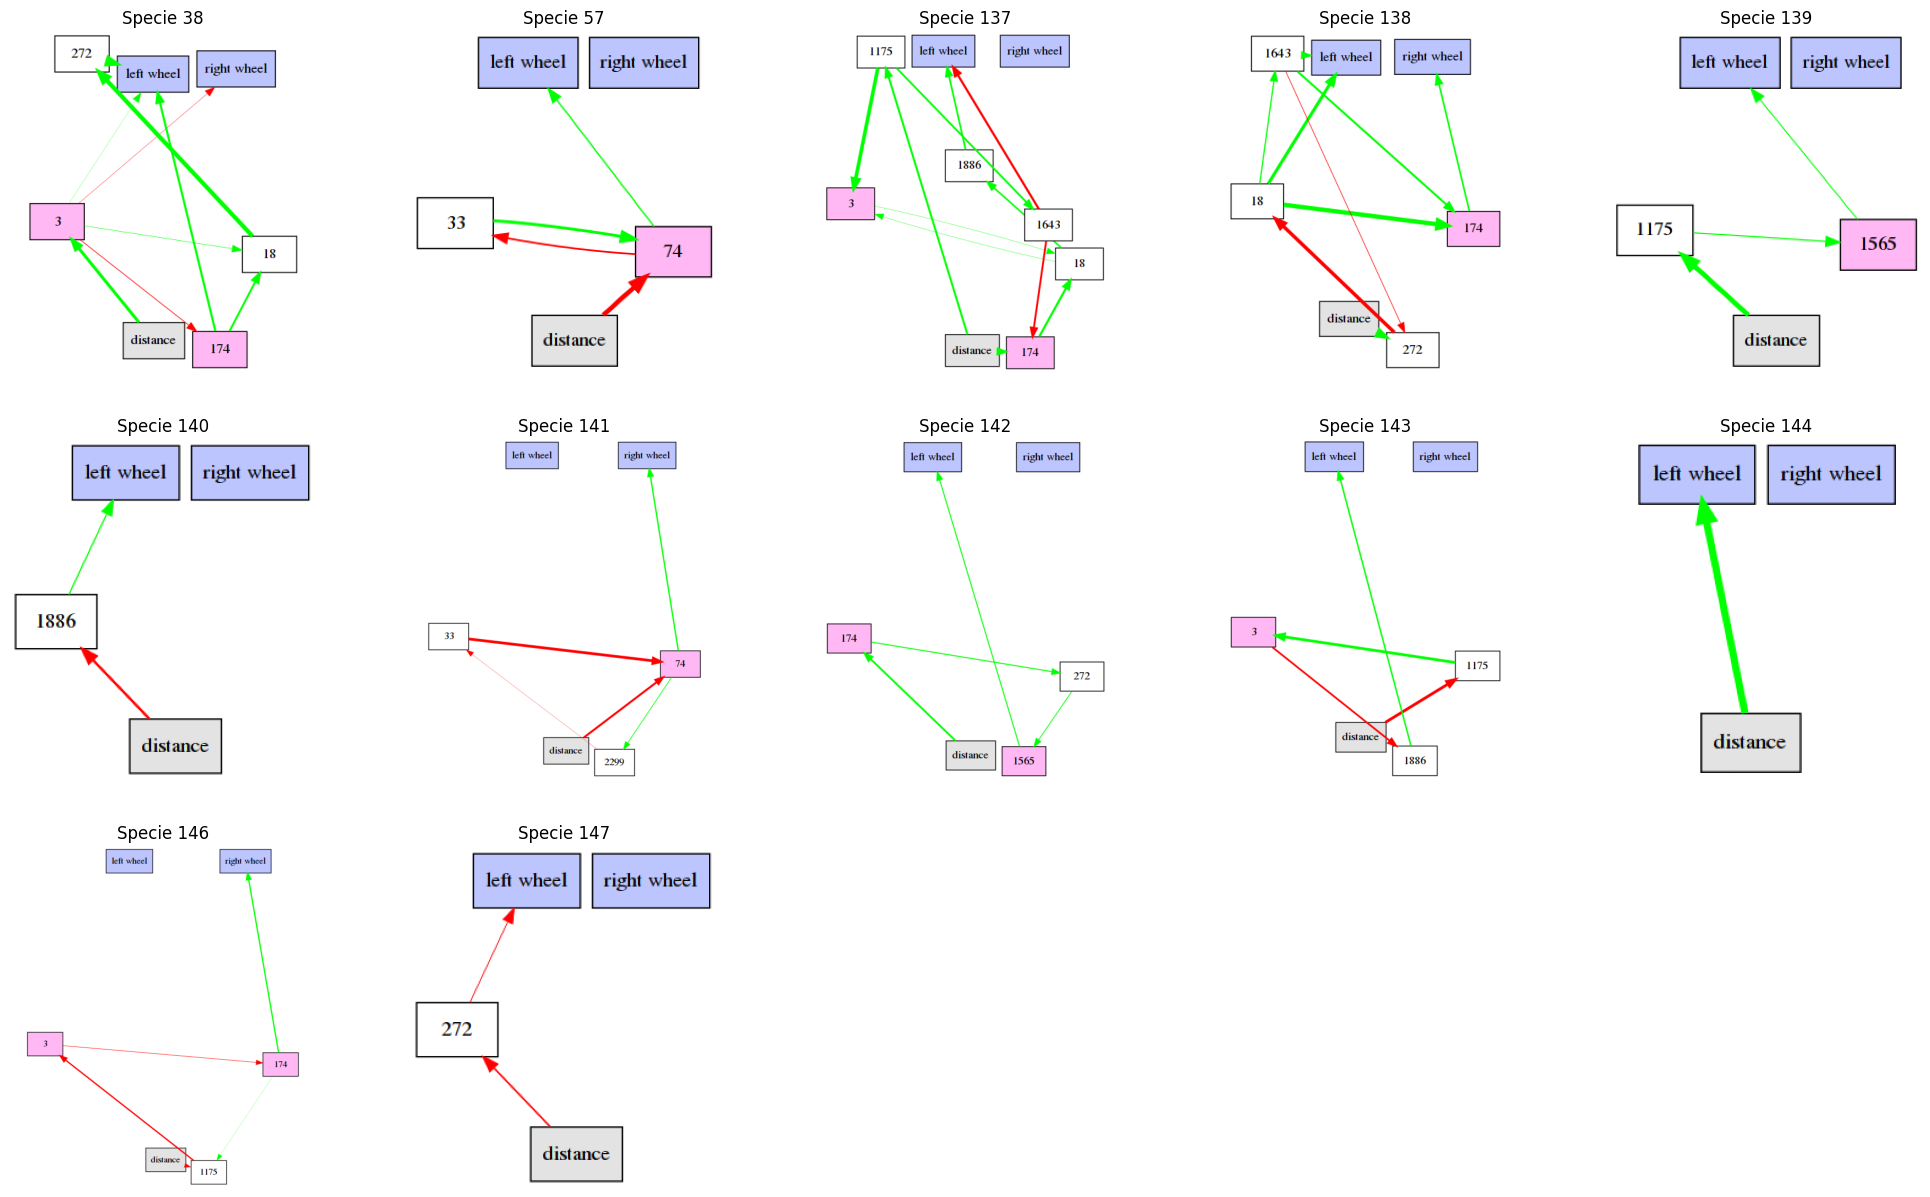 Specie 38
272
left wheel
right wheel
3
18
distance
174
Specie 57
left wheel
right wheel
33
74
distance
Specie 137
1175
left wheel
right wheel
1886
3
1643
18
distance
174
Specie 138
1643
left wheel
right wheel
18
174
distance
272
Specie 139
left wheel
right wheel
1175
1565
distance
Specie 140
left wheel
right wheel
1886
distance
Specie 141
left wheel
right wheel
33
74
distance
2299
Specie 142
left wheel
right wheel
174
272
distance
1565
Specie 143
left wheel
right wheel
3
1175
distance
1886
Specie 144
left wheel
right wheel
distance
Specie 146
left wheel
right wheel
3
174
distance
1175
Specie 147
left wheel
right wheel
272
distance